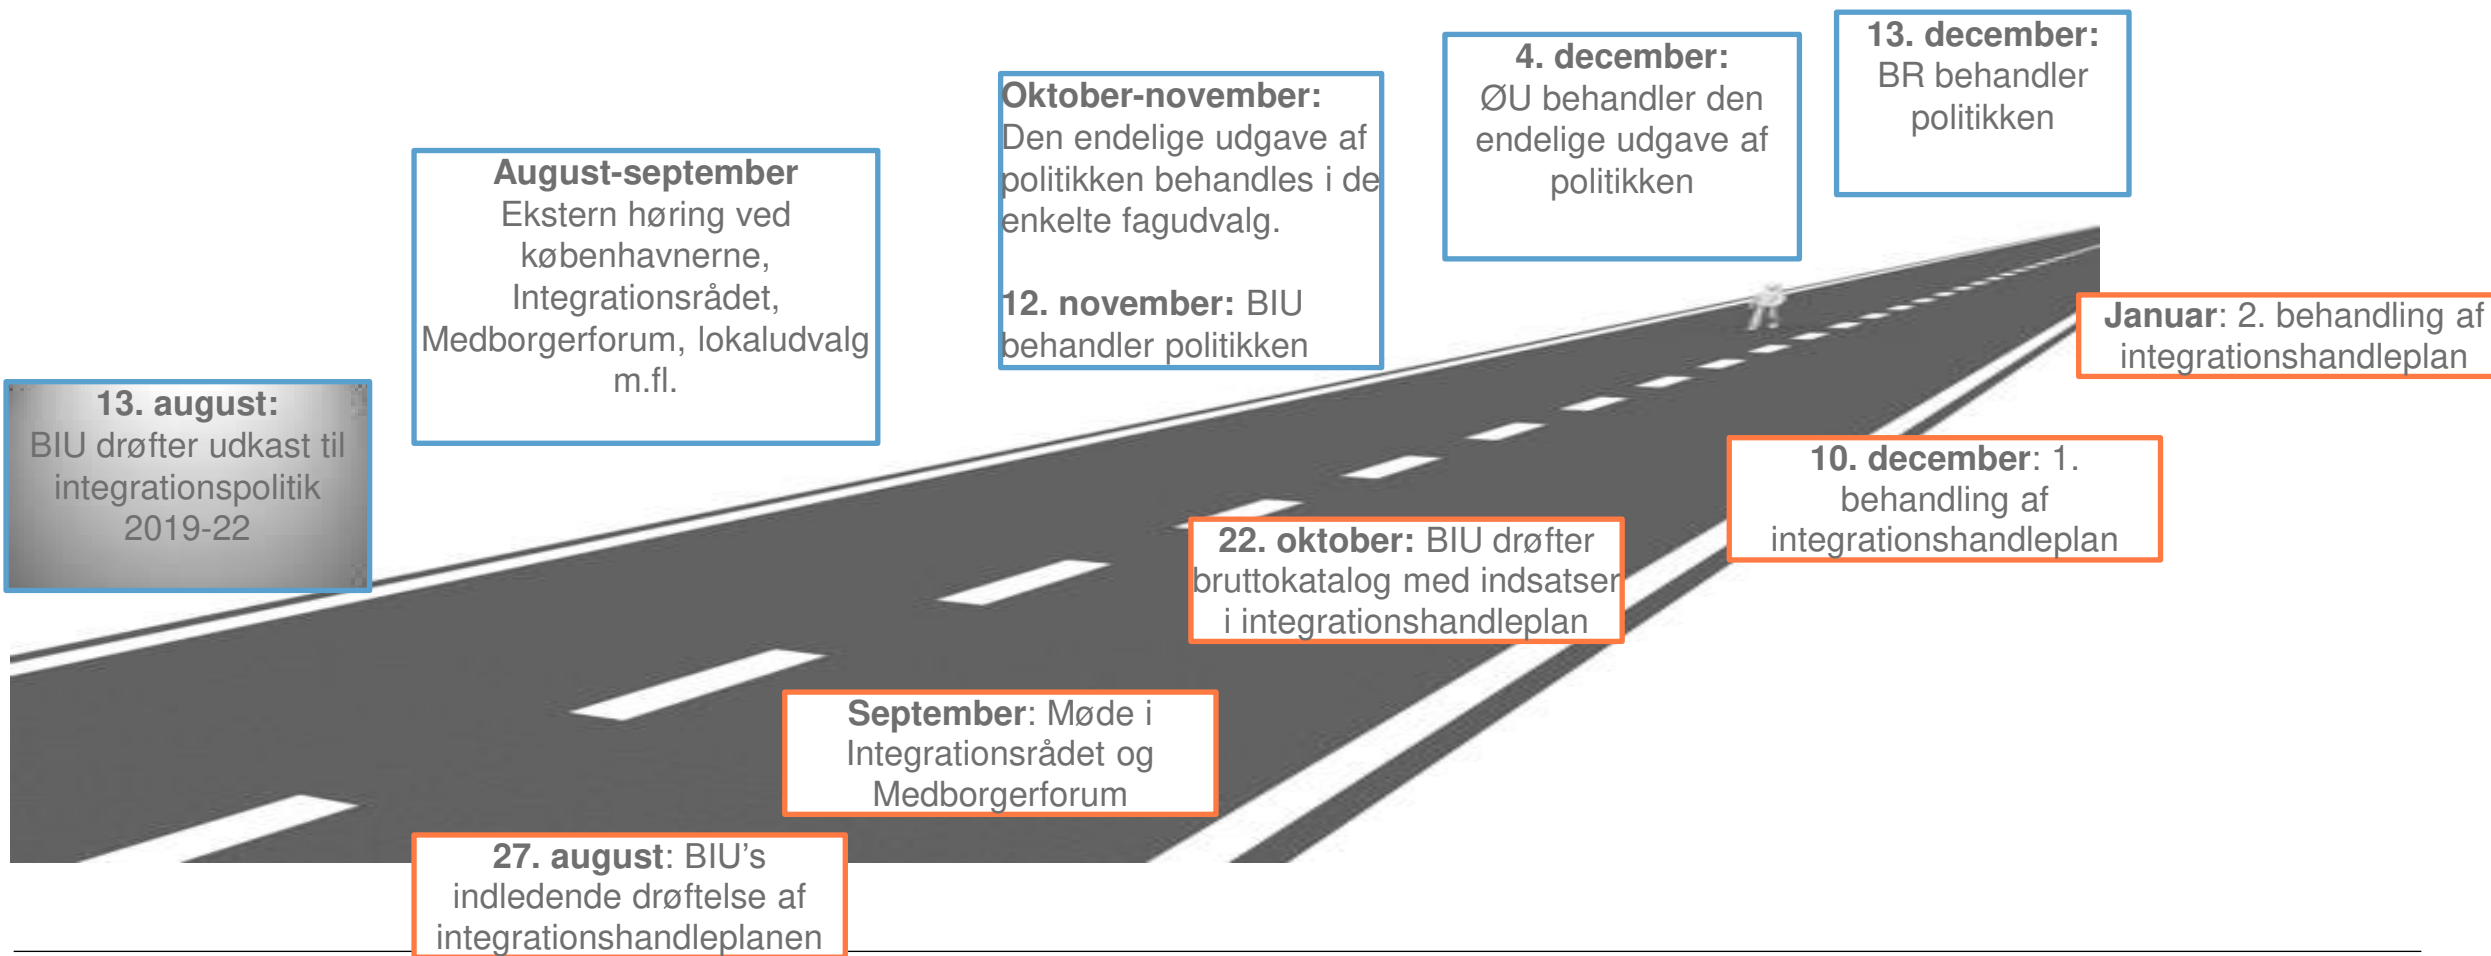 13. august:
BIU drøfter udkast til
integrationspolitik
2019-22
August-september
Ekstern høring ved
københavnerne,
Integrationsrådet,
Medborgerforum, lokaludvalg
m.fl.
Oktober-november:
Den endelige udgave af
politikken behandles i de
enkelte fagudvalg.
12. november: BIU
behandler politikken
4. december:
ØU behandler den
endelige udgave af
politikken
13. december:
BR behandler
politikken
27. august: BIU's
indledende drøftelse af
integrationshandleplanen
September: Møde i
Integrationsrådet og
Medborgerforum
22. oktober: BIU drøfter
bruttokatalog med indsatser
i integrationshandleplan
10. december: 1.
behandling af
integrationshandleplan
Januar: 2. behandling af
integrationshandleplan